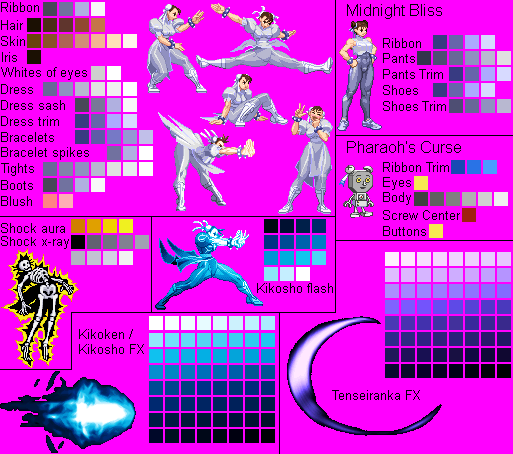 Ribbon
Hair
Skin
Iris
Whites of eyes
Dress
Dress sash
Dress trim
Bracelets
Bracelet spikes
Tights
Boots
Blush
Midnight Bliss
Ribbon
Pants
Pants Trim
Shoes
Shoes Trim
Pharaoh's Curse
Ribbon Trim
Eyes
Body
Screw Center
Buttons
Shock aura
Shock x-ray
Kikosho flash
Kikoken /
Kikosho FX
Tenseiranka FX